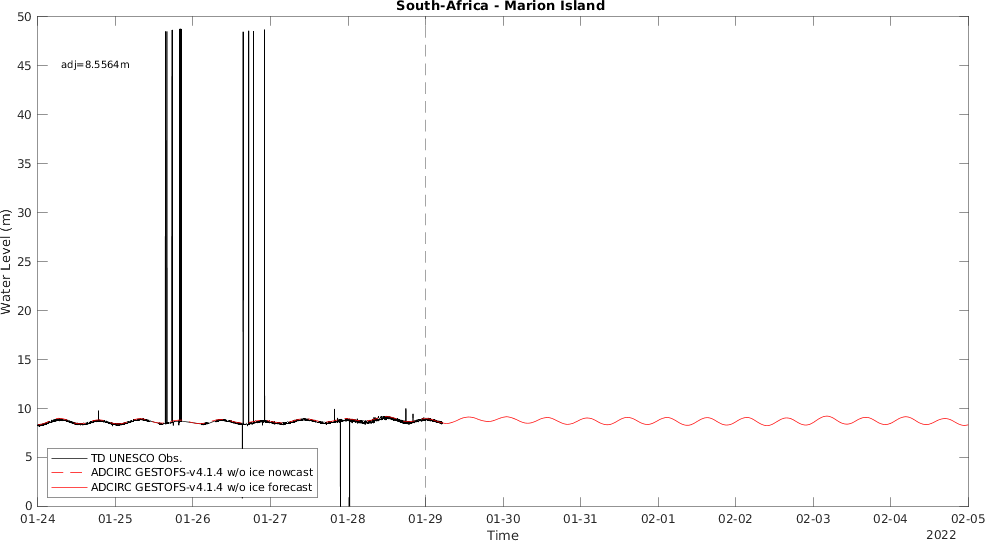 South-Africa - Marion Island
50
45
40
35
30
25
20
15
10
5
0
adj=8.5564m
Water Level (m)
TD UNESCO Obs.
ADCIRC GESTOFS-v4.1.4 w/o ice nowcast
ADCIRC GESTOFS-v4.1.4 w/o ice forecast
01-24 01-25 01-26 01-27 01-28 01-29 01-30 01-31 02-01 02-02 02-03 02-04 02-05
Time
2022